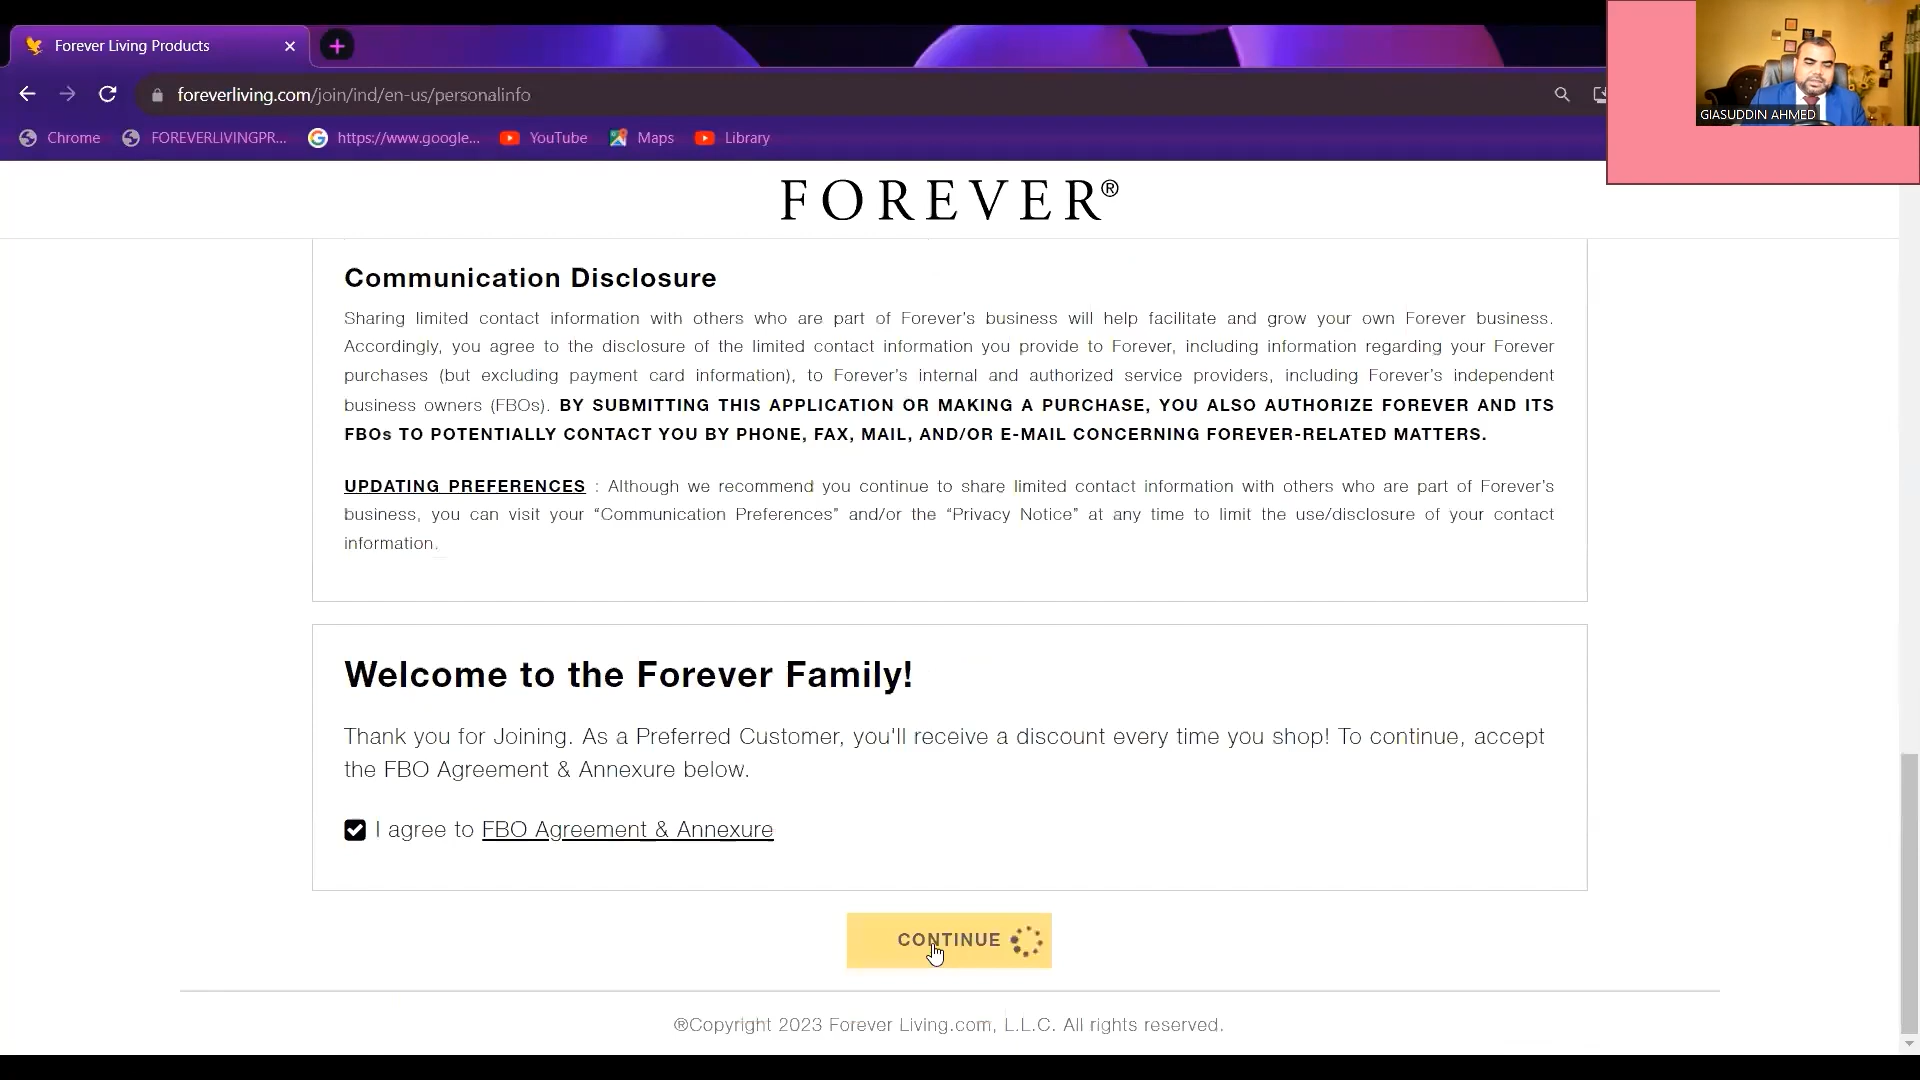 Forever Living Products
foreverliving.com/join/ind/en-us/personalinfo
Chrome FOREVERLIVINGPR... https://www.google... YouTube Maps Library
GIASUDDIN AHMED
FOREVER®
Communication Disclosure
Sharing limited contact information with others who are part of Forever's business will help facilitate and grow your own Forever business.
Accordingly, you agree to the disclosure of the limited contact information you provide to Forever, including information regarding your Forever
purchases (but excluding payment card information), to Forever's internal and authorized service providers, including Forever's independent
business owners (FBOs). BY SUBMITTING THIS APPLICATION OR MAKING A PURCHASE, YOU ALSO AUTHORIZE FOREVER AND ITS
FBOs TO POTENTIALLY CONTACT YOU BY PHONE, FAX, MAIL, AND/OR E-MAIL CONCERNING FOREVER-RELATED MATTERS.
UPDATING PREFERENCES : Although we recommend you continue to share limited contact information with others who are part of Forever's
business, you can visit your “Communication Preferences” and/or the “Privacy Notice” at any time to limit the use/disclosure of your contact
information.
Welcome to the Forever Family!
Thank you for Joining. As a Preferred Customer, you'll receive a discount every time you shop! To continue, accept
the FBO Agreement & Annexure below.
I agree to FBO Agreement & Annexure
CONTINUE
®Copyright 2023 Forever Living.com, L.L.C. All rights reserved.